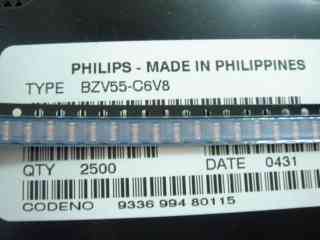 PHILIPS - MADE IN PHILIPPINES
TYPE BZV55-C6V8
QTY 2500 DATE 0431
CODENO 9336 994 80115